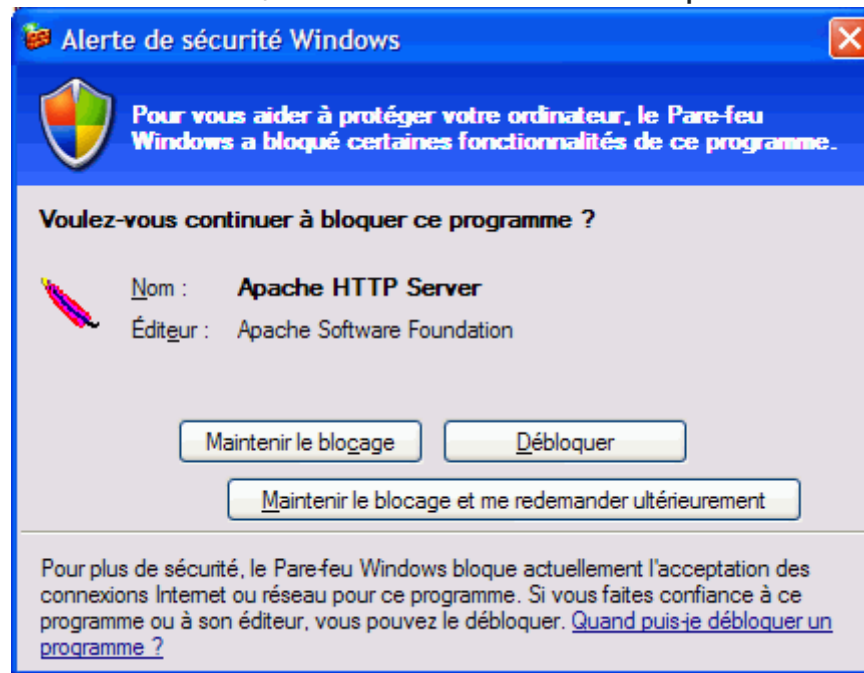 Alerte de sécurité Windows
Pour vous aider à protéger votre ordinateur, le Pare-feu
Windows a bloqué certaines fonctionnalités de ce programme.
Voulez-vous continuer à bloquer ce programme ?
Nom : Apache HTTP Server
Éditeur : Apache Software Foundation
Maintenir le blocage Débloquer
Maintenir le blocage et me redemander ultérieurement
Pour plus de sécurité, le Pare-feu Windows bloque actuellement l'acceptation des
connexions Internet ou réseau pour ce programme. Si vous faites confiance à ce
programme ou à son éditeur, vous pouvez le débloquer. Quand puis-je débloquer un
programme ?